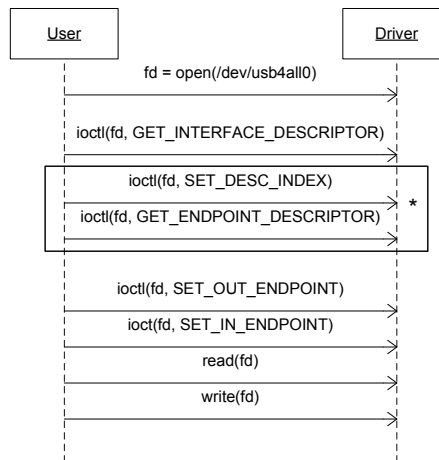 User
Driver
fd = open(/dev/usb4all0)
ioctl(fd, GET_INTERFACE_DESCRIPTOR)
ioctl(fd, SET_DESC_INDEX)
*
ioctl(fd, GET_ENDPOINT_DESCRIPTOR)
ioctl(fd, SET_OUT_ENDPOINT)
ioct(fd, SET_IN_ENDPOINT)
read(fd)
write(fd)